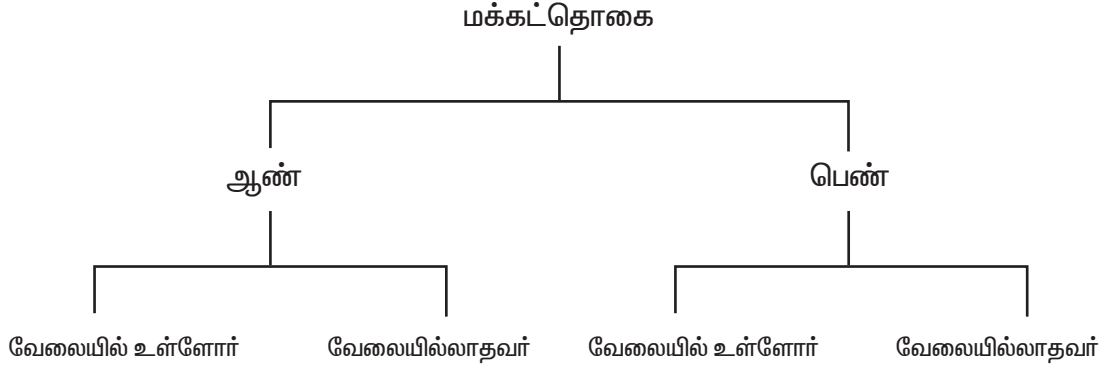 மக்கட்தொகை
ஆண் பெண்
வேலையில் உள்ளோர் வேலையில்லாதவர் வேலையில் உள்ளோர் வேலையில்லாதவர்